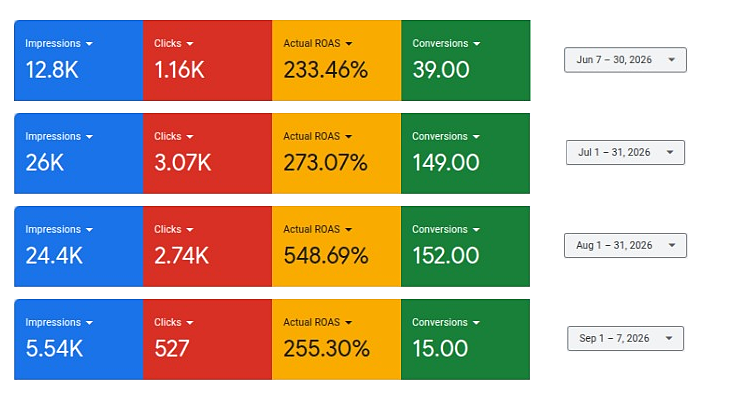 Impressions Clicks Actual ROAS Conversions
12.8K 1.16K 233.46% 39.00
Jun 7 – 30, 2026
Impressions Clicks Actual ROAS Conversions
26K 3.07K 273.07% 149.00
Jul 1 – 31, 2026
Impressions Clicks Actual ROAS Conversions
24.4K 2.74K 548.69% 152.00
Aug 1 – 31, 2026
Impressions Clicks Actual ROAS Conversions
5.54K 527 255.30% 15.00
Sep 1 – 7, 2026